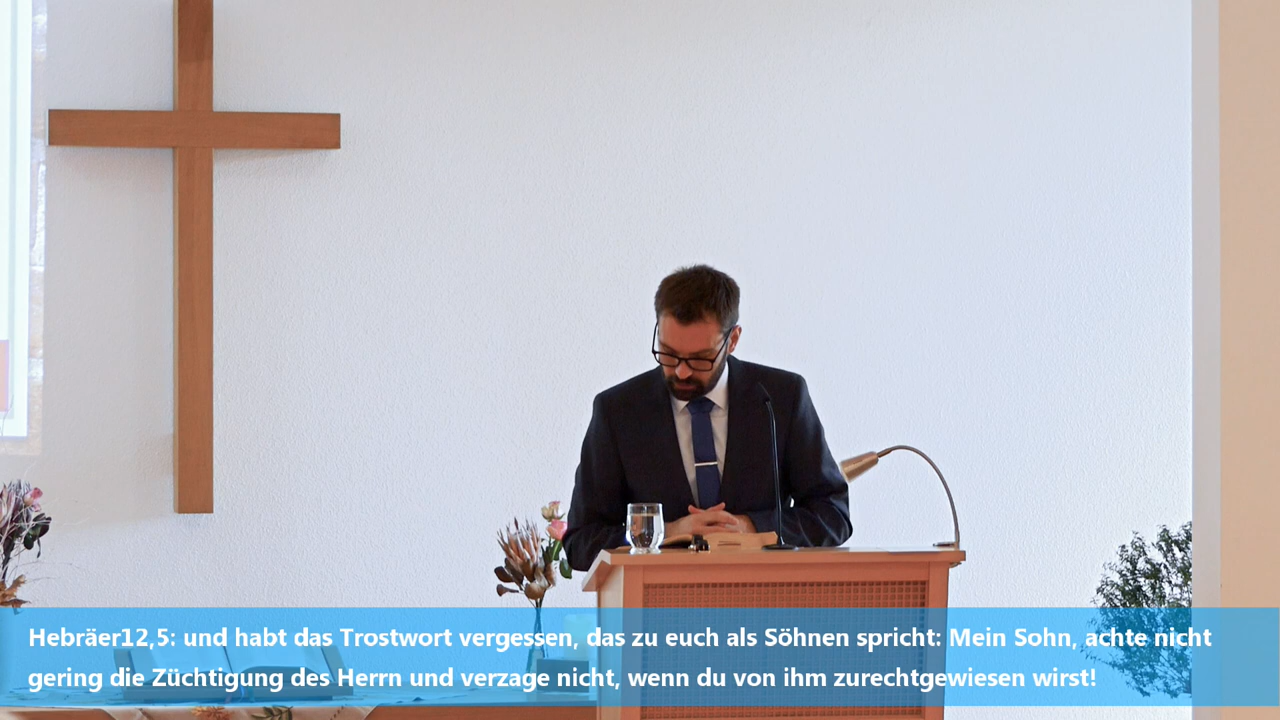 Hebräer12,5: und habt das Trostwort vergessen, das zu euch als Söhnen spricht: Mein Sohn, achte nicht
gering die Züchtigung des Herrn und verzage nicht, wenn du von ihm zurechtgewiesen wirst!